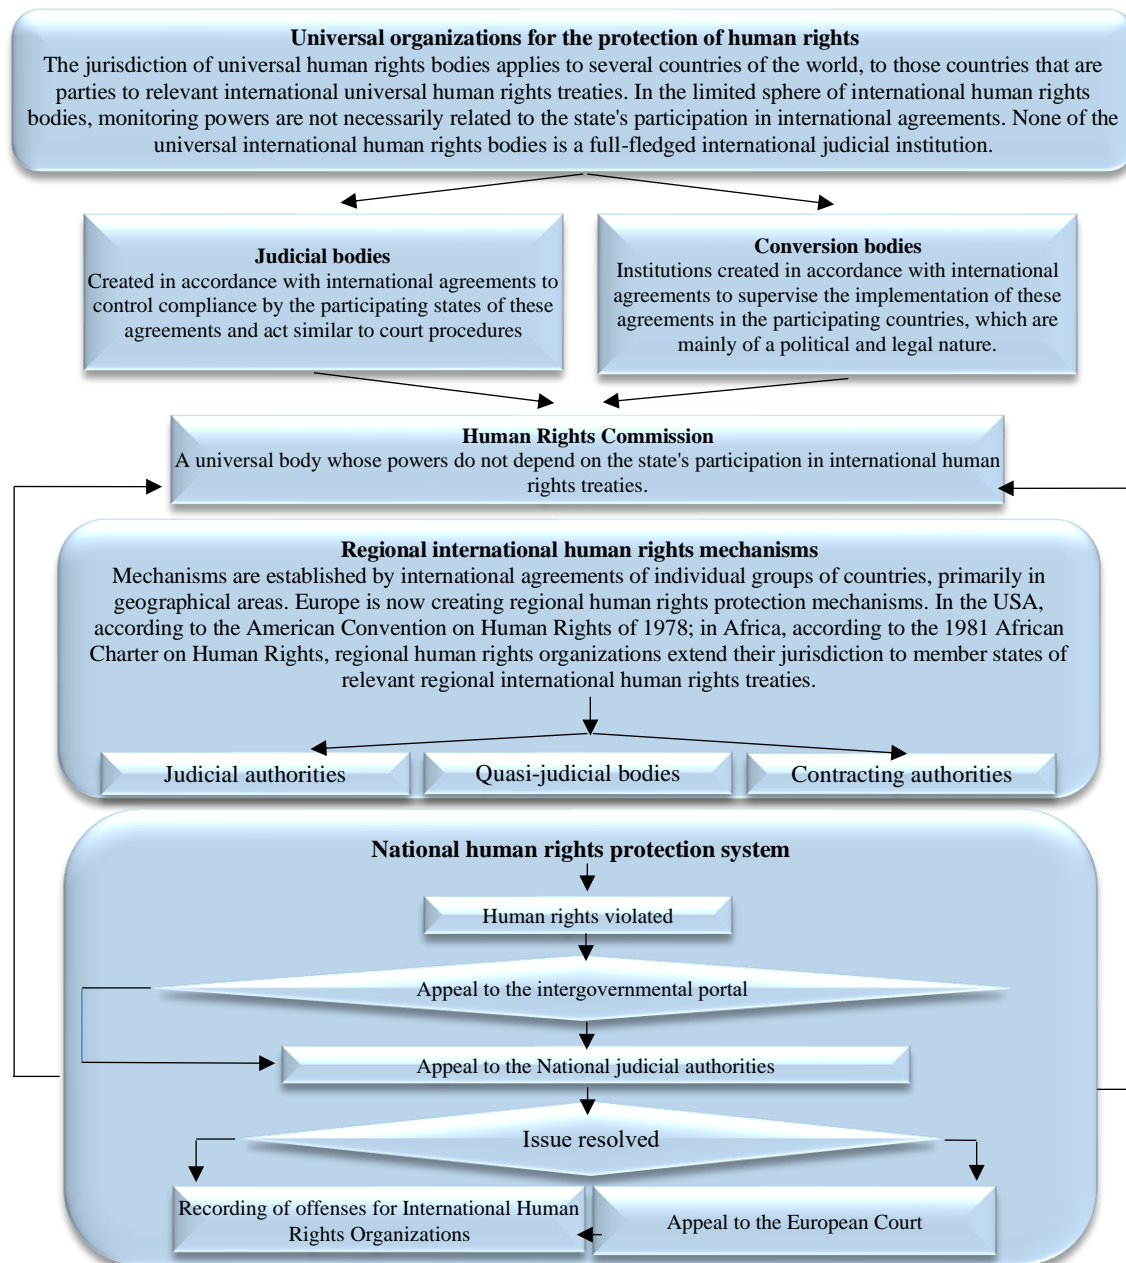 Universal organizations for the protection of human rights
The jurisdiction of universal human rights bodies applies to several countries of the world, to those countries that are
parties to relevant international universal human rights treaties. In the limited sphere of international human rights
bodies, monitoring powers are not necessarily related to the state's participation in international agreements. None of the
universal international human rights bodies is a full-fledged international judicial institution.
Judicial bodies
Created in accordance with international agreements to
control compliance by the participating states of these
agreements and act similar to court procedures
Conversion bodies
Institutions created in accordance with international
agreements to supervise the implementation of these
agreements in the participating countries, which are
mainly of a political and legal nature.
Human Rights Commission
A universal body whose powers do not depend on the state's participation in international human
rights treaties.
Regional international human rights mechanisms
Mechanisms are established by international agreements of individual groups of countries, primarily in
geographical areas. Europe is now creating regional human rights protection mechanisms. In the USA,
according to the American Convention on Human Rights of 1978; in Africa, according to the 1981 African
Charter on Human Rights, regional human rights organizations extend their jurisdiction to member states of
relevant regional international human rights treaties.
Judicial authorities
Quasi-judicial bodies
Contracting authorities
National human rights protection system
Human rights violated
Appeal to the intergovernmental portal
Appeal to the National judicial authorities
Issue resolved
Recording of offenses for International Human
Rights Organizations
Appeal to the European Court